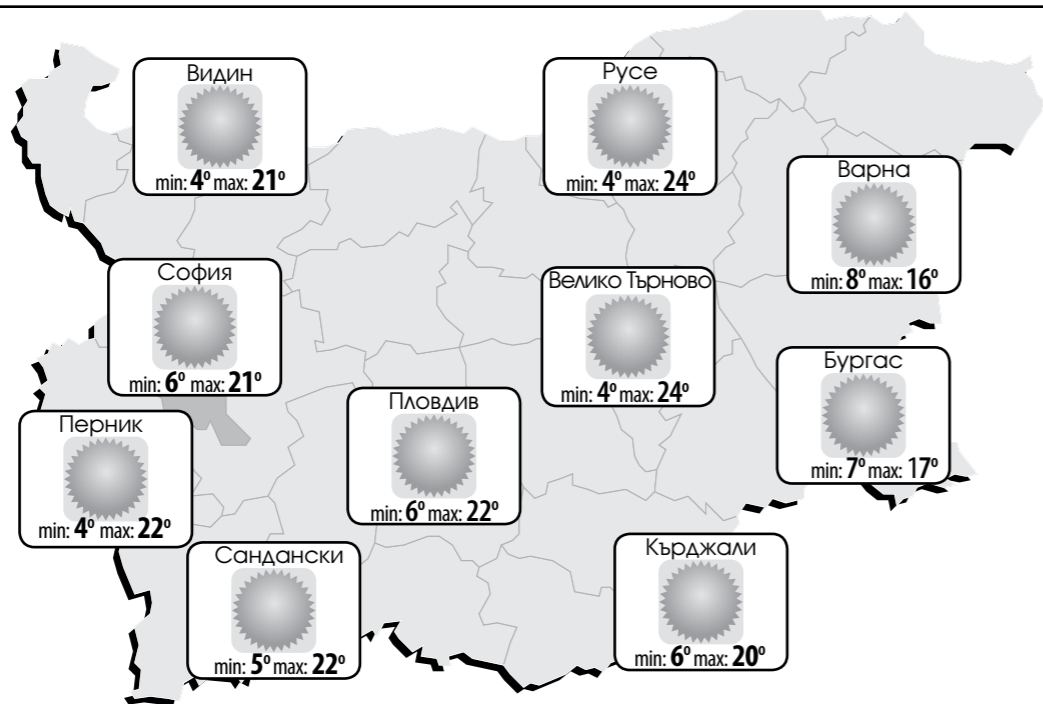 Видин
min: 4° max: 21°
Русе
min: 4° max: 24°
Варна
min: 8° max: 16°
София
min: 6° max: 21°
Велико Търново
min: 4° max: 24°
Бургас
min: 7° max: 17°
Перник
min: 4° max: 22°
Пловдив
min: 6° max: 22°
Сандански
min: 5° max: 22°
Кърджали
min: 6° max: 20°